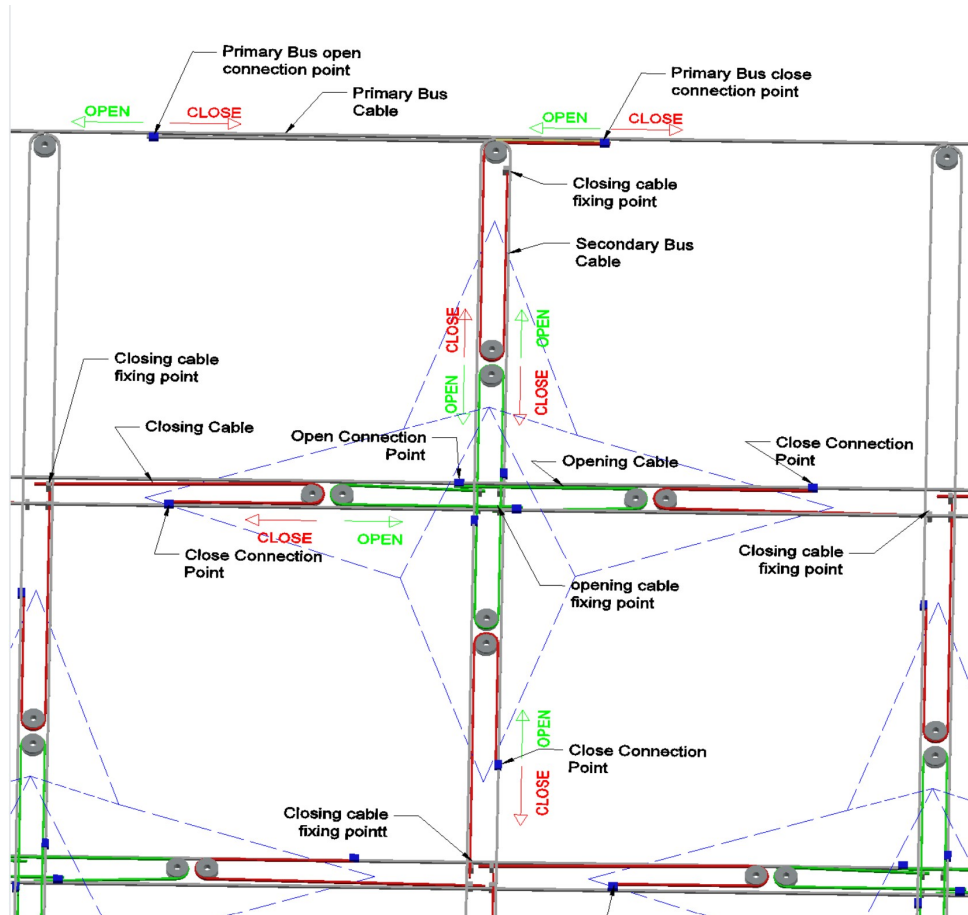 Primary Bus open
connection point
Primary Bus
Cable
Primary Bus close
connection point
OPEN
CLOSE
OPEN
CLOSE
Closing cable
fixing point
Secondary Bus
Cable
CLOSE
OPEN
OPEN
CLOSE
Closing cable
fixing point
Closing Cable
Open Connection
Point
Opening Cable
Close Connection
Point
CLOSE
OPEN
Close Connection
Point
opening cable
fixing point
Closing cable
fixing point
OPEN
CLOSE
Close Connection
Point
Closing cable
fixing pointt